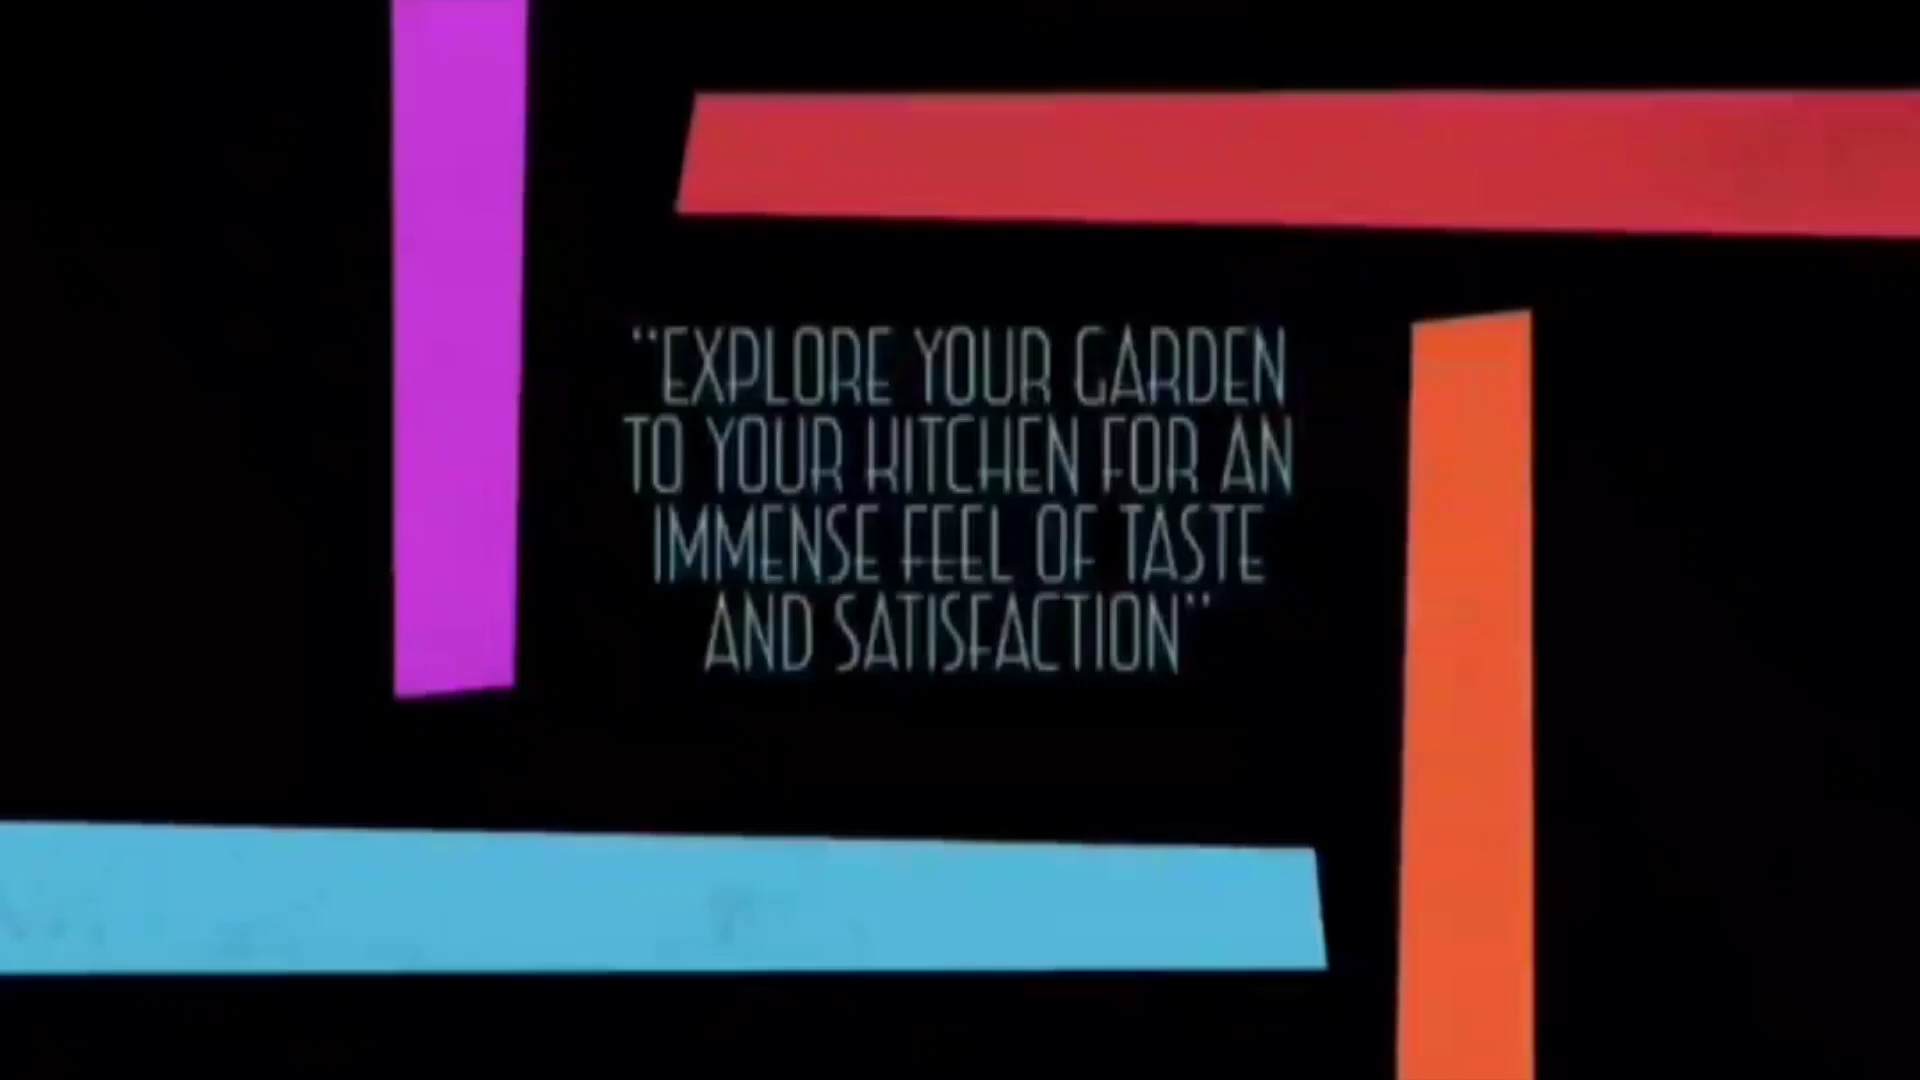 "EXPLORE YOUR GARDEN
TO YOUR KITCHEN FOR AN
IMMENSE FEEL OF TASTE
AND SATISFACTION"